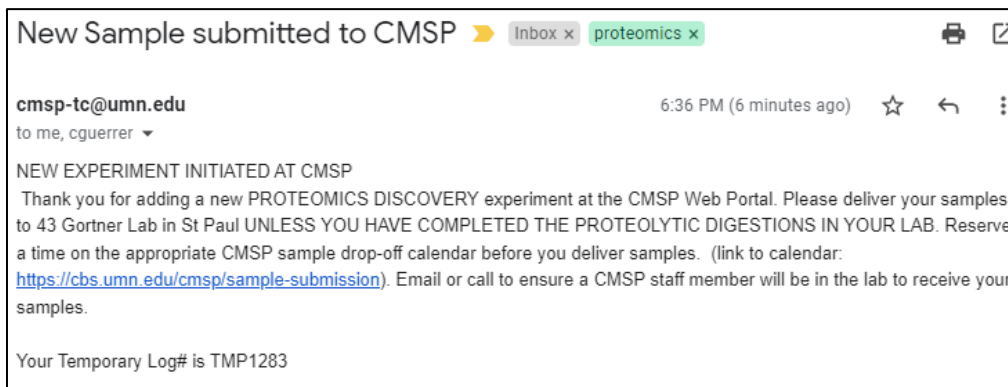 New Sample submitted to CMSP Inbox x proteomics x
cmsp-tc@umn.edu 6:36 PM (6 minutes ago)
to me, cguerrer
NEW EXPERIMENT INITIATED AT CMSP
Thank you for adding a new PROTEOMICS DISCOVERY experiment at the CMSP Web Portal. Please deliver your samples
to 43 Gortner Lab in St Paul UNLESS YOU HAVE COMPLETED THE PROTEOLYTIC DIGESTIONS IN YOUR LAB. Reserve
a time on the appropriate CMSP sample drop-off calendar before you deliver samples. (link to calendar:
https://cbs.umn.edu/cmsp/sample-submission). Email or call to ensure a CMSP staff member will be in the lab to receive your
samples.
Your Temporary Log# is TMP1283